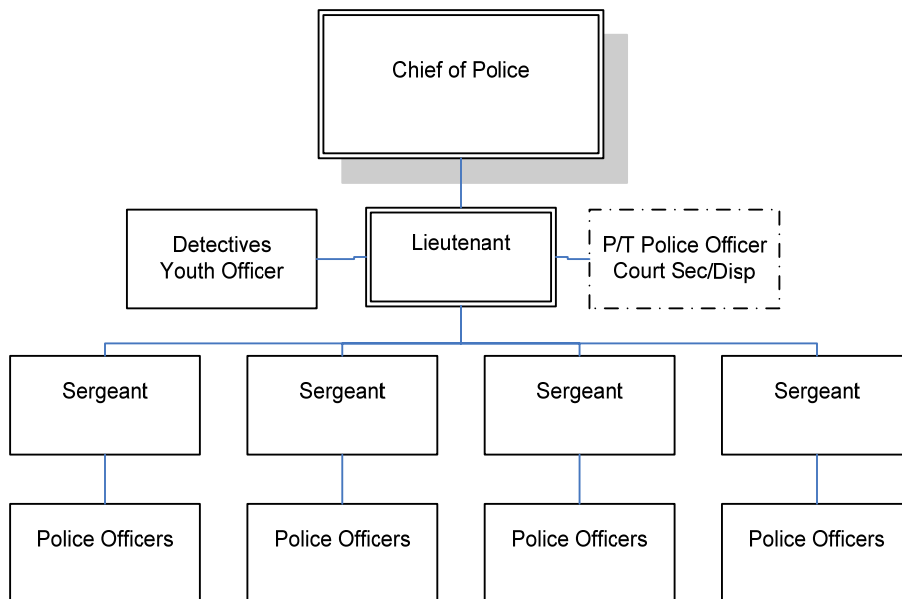 Chief of Police
Detectives
Youth Officer
Lieutenant
P/T Police Officer
Court Sec/Disp
Sergeant
Sergeant
Sergeant
Sergeant
Police Officers
Police Officers
Police Officers
Police Officers